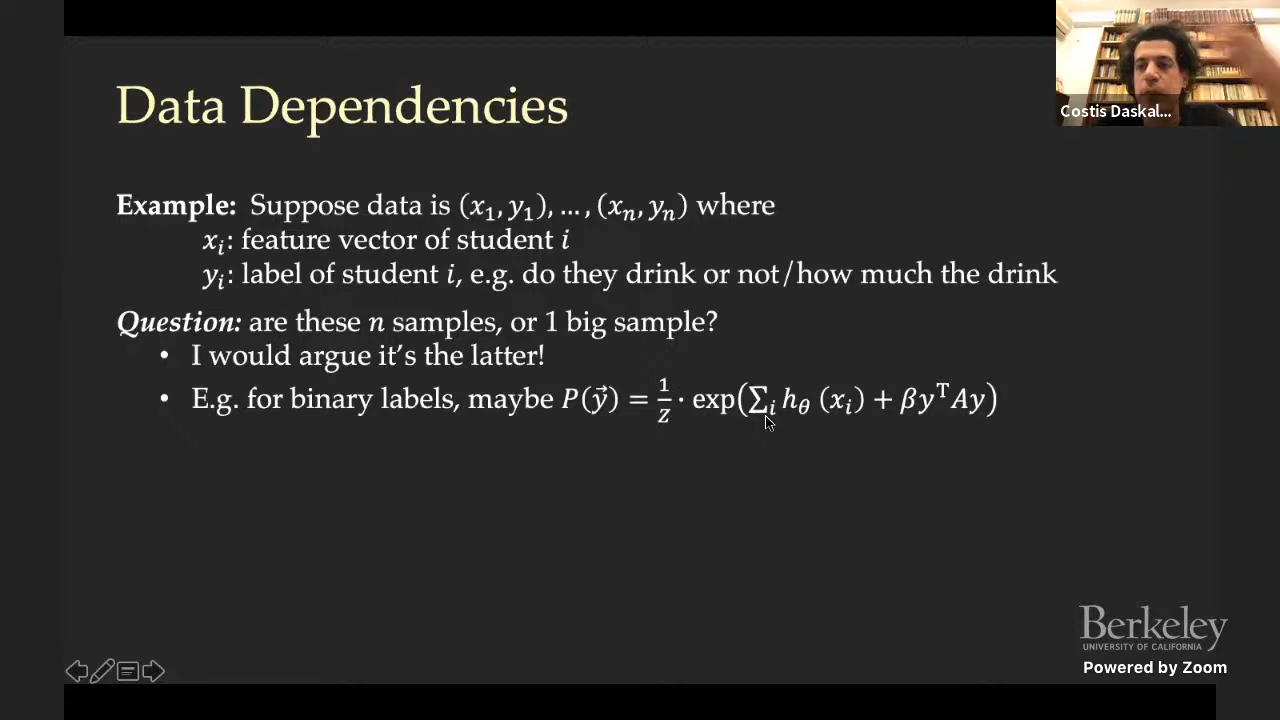 Data Dependencies
Costis Daskal...
Example: Suppose data is (x₁, y₁), … , (xₙ, yₙ) where
xᵢ: feature vector of student i
yᵢ: label of student i, e.g. do they drink or not/how much the drink
Question: are these n samples, or 1 big sample?
• I would argue it's the latter!
• E.g. for binary labels, maybe P(y⃗) = 1/Z · exp(∑ᵢ h_θ (xᵢ) + βyᵀAy)
Berkeley
UNIVERSITY OF CALIFORNIA
Powered by Zoom